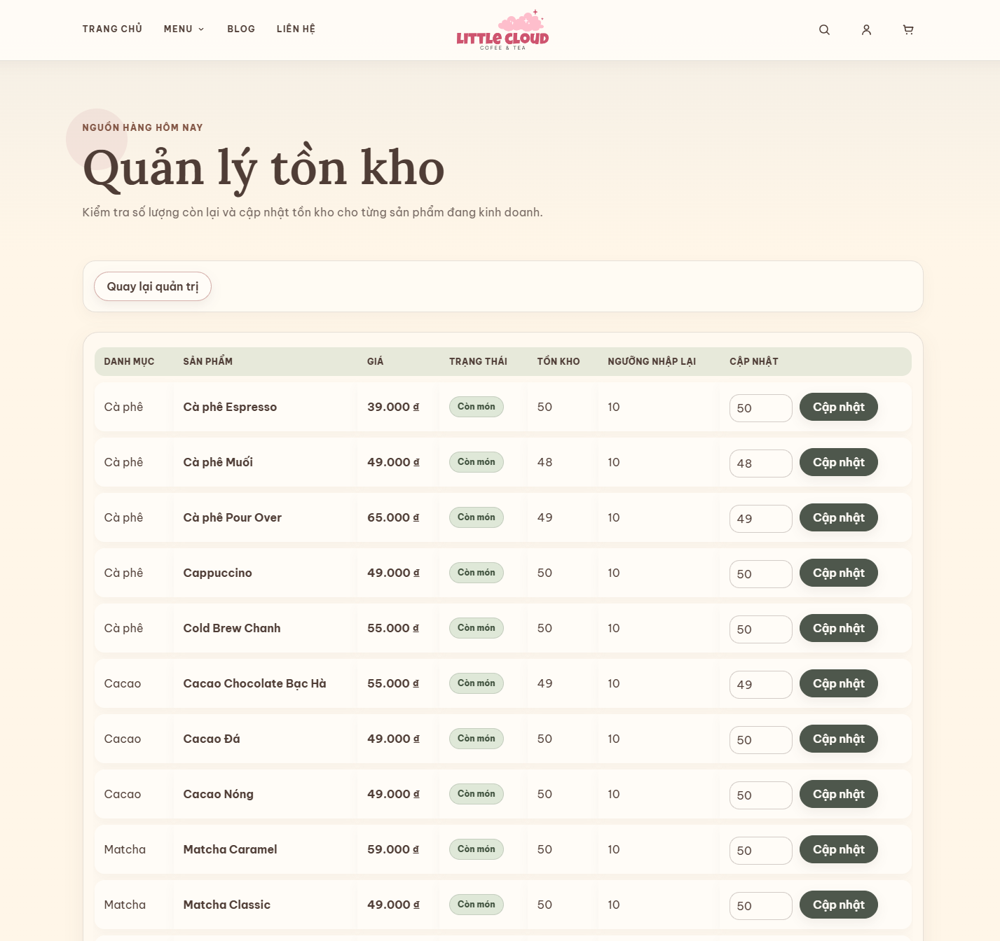 TRANG CHỦ MENU BLOG LIÊN HỆ
LITTLE CLOUD
COFEE & TEA
NGUỒN HÀNG HÔM NAY
Quản lý tồn kho
Kiểm tra số lượng còn lại và cập nhật tồn kho cho từng sản phẩm đang kinh doanh.
Quay lại quản trị
DANH MỤC SẢN PHẨM GIÁ TRẠNG THÁI TỒN KHO NGƯỠNG NHẬP LẠI CẬP NHẬT
Cà phê Cà phê Espresso 39.000 ₫ Còn món 50 10 50 Cập nhật
Cà phê Cà phê Muối 49.000 ₫ Còn món 48 10 48 Cập nhật
Cà phê Cà phê Pour Over 65.000 ₫ Còn món 49 10 49 Cập nhật
Cà phê Cappuccino 49.000 ₫ Còn món 50 10 50 Cập nhật
Cà phê Cold Brew Chanh 55.000 ₫ Còn món 50 10 50 Cập nhật
Cacao Cacao Chocolate Bạc Hà 55.000 ₫ Còn món 49 10 49 Cập nhật
Cacao Cacao Đá 49.000 ₫ Còn món 50 10 50 Cập nhật
Cacao Cacao Nóng 49.000 ₫ Còn món 50 10 50 Cập nhật
Matcha Matcha Caramel 59.000 ₫ Còn món 50 10 50 Cập nhật
Matcha Matcha Classic 49.000 ₫ Còn món 50 10 50 Cập nhật